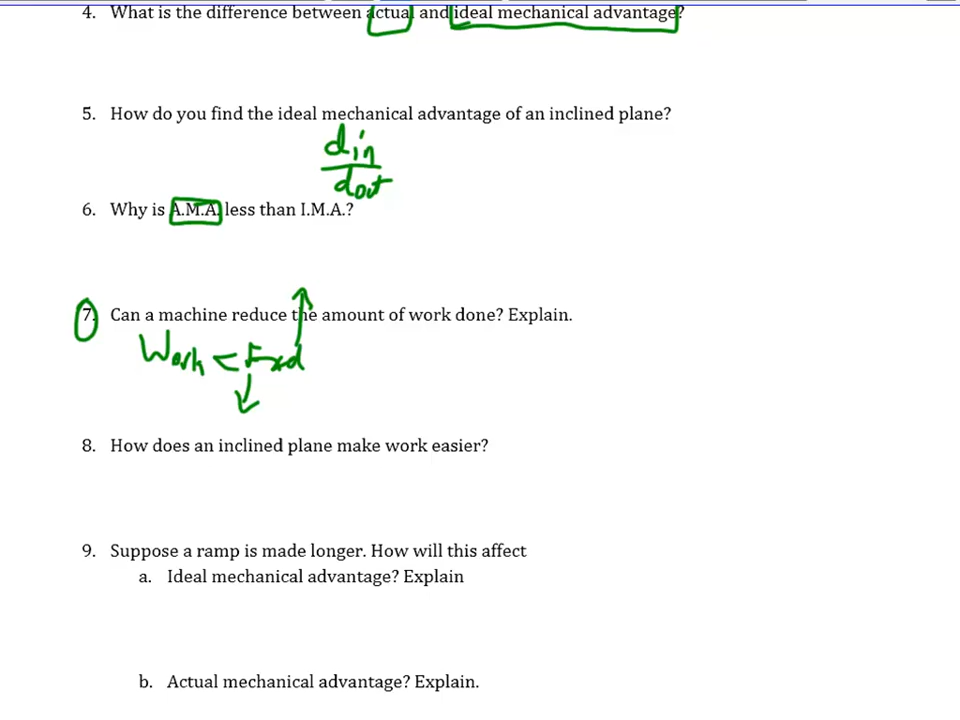 4. What is the difference between actual and ideal mechanical advantage?
5. How do you find the ideal mechanical advantage of an inclined plane?
din
dout
6. Why is A.M.A. less than I.M.A.?
7. Can a machine reduce the amount of work done? Explain.
Work = Fxd
8. How does an inclined plane make work easier?
9. Suppose a ramp is made longer. How will this affect
a. Ideal mechanical advantage? Explain
b. Actual mechanical advantage? Explain.